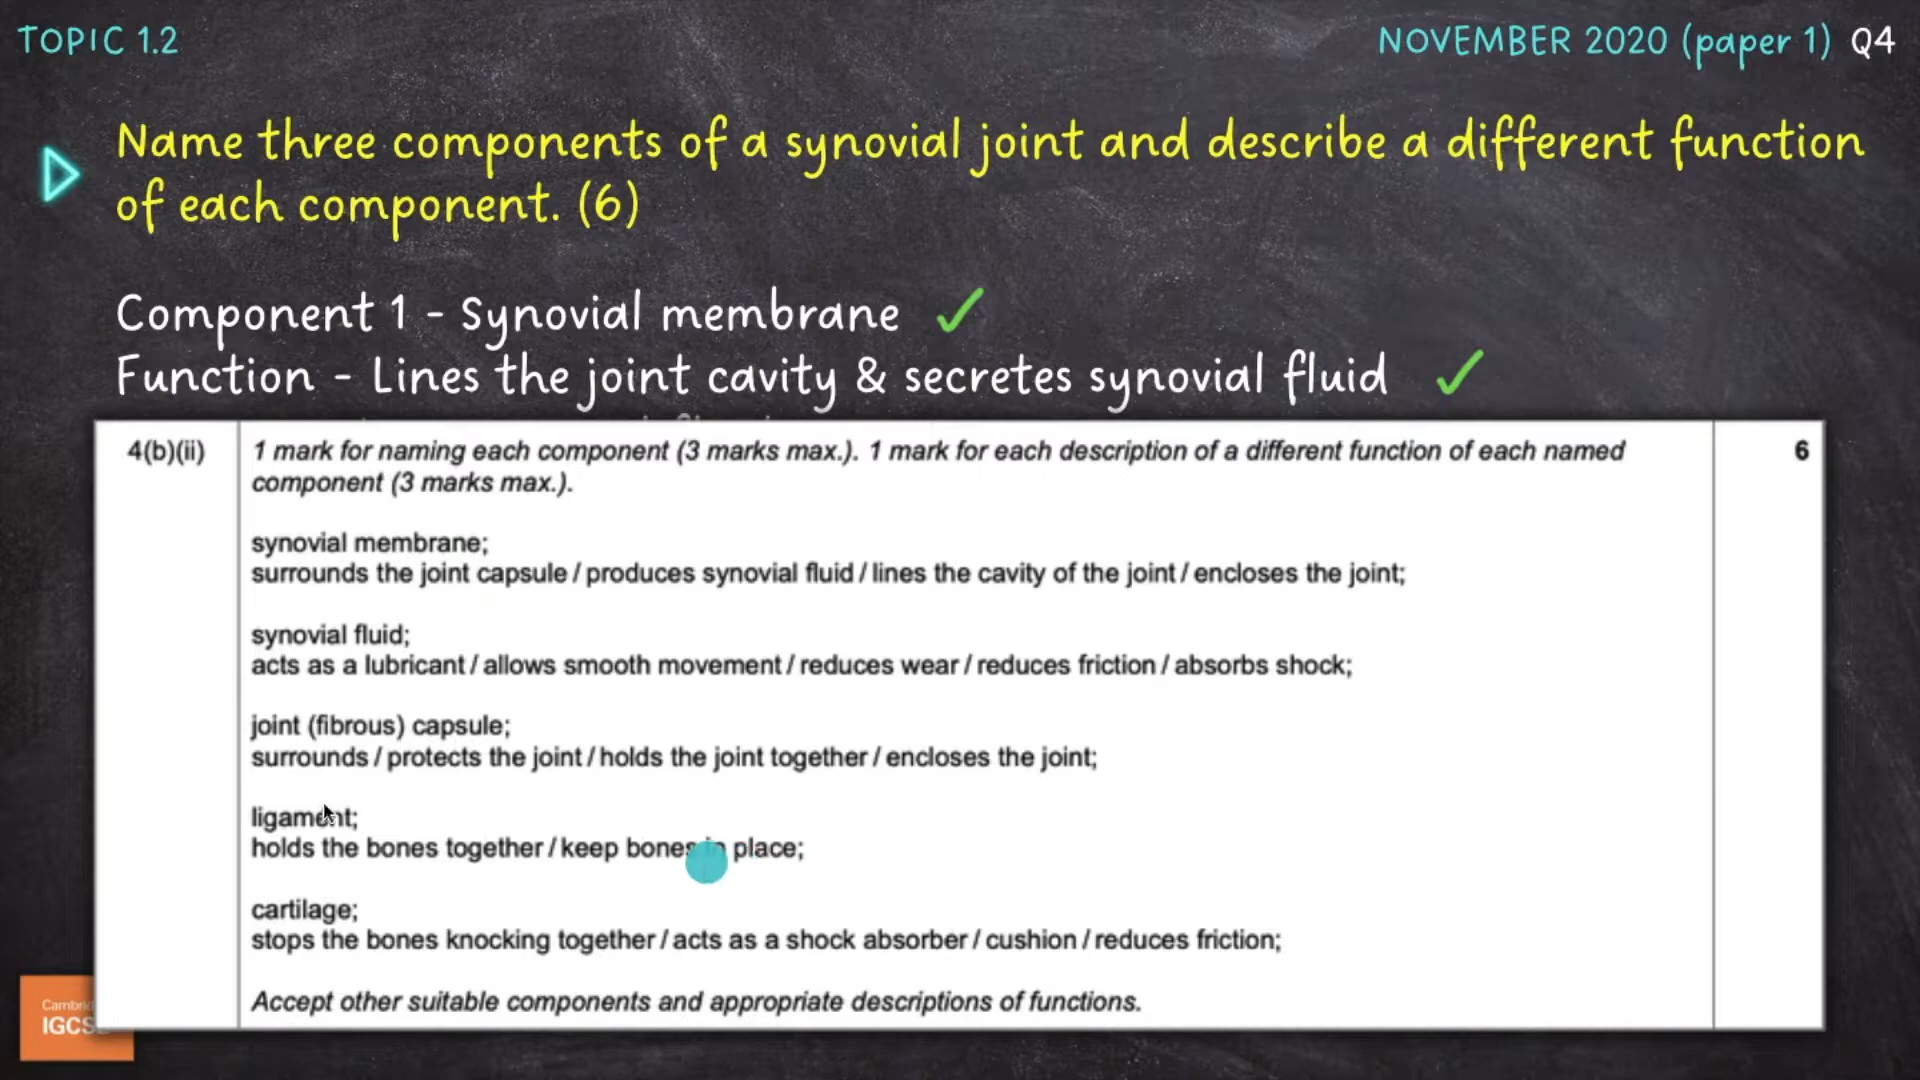 TOPIC 1.2
NOVEMBER 2020 (paper 1) Q4
Name three components of a synovial joint and describe a different function
of each component. (6)
Component 1 - Synovial membrane
Function - Lines the joint cavity & secretes synovial fluid
4(b)(ii)
1 mark for naming each component (3 marks max.). 1 mark for each description of a different function of each named
component (3 marks max.).
6
synovial membrane;
surrounds the joint capsule / produces synovial fluid / lines the cavity of the joint / encloses the joint;
synovial fluid;
acts as a lubricant / allows smooth movement / reduces wear / reduces friction / absorbs shock;
joint (fibrous) capsule;
surrounds / protects the joint / holds the joint together / encloses the joint;
ligament;
holds the bones together / keep bones in place;
cartilage;
stops the bones knocking together / acts as a shock absorber / cushion / reduces friction;
Accept other suitable components and appropriate descriptions of functions.